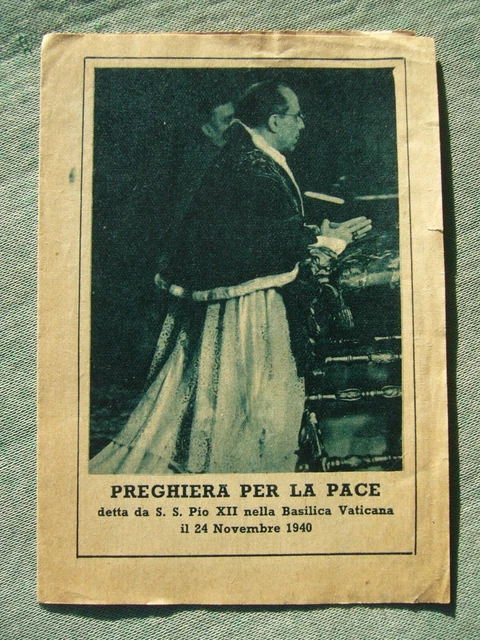 PREGHIERA PER LA PACE
detta da S. S. Pio XII nella Basilica Vaticana
il 24 Novembre 1940